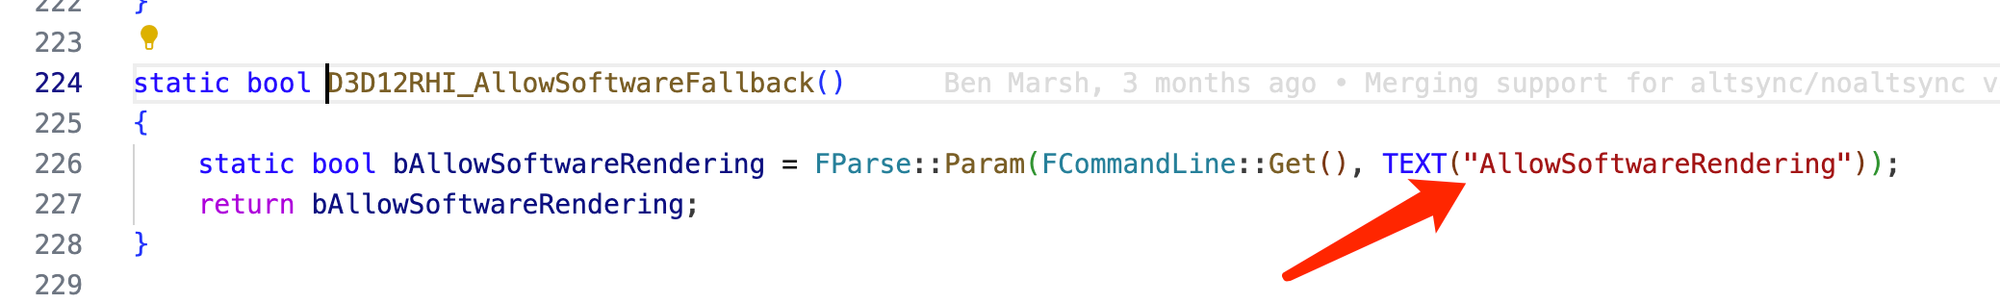 222 }
223
224 static bool D3D12RHI_AllowSoftwareFallback() Ben Marsh, 3 months ago • Merging support for altsync/noaltsync v
225 {
226 static bool bAllowSoftwareRendering = FParse::Param(FCommandLine::Get(), TEXT("AllowSoftwareRendering"));
227 return bAllowSoftwareRendering;
228 }
229